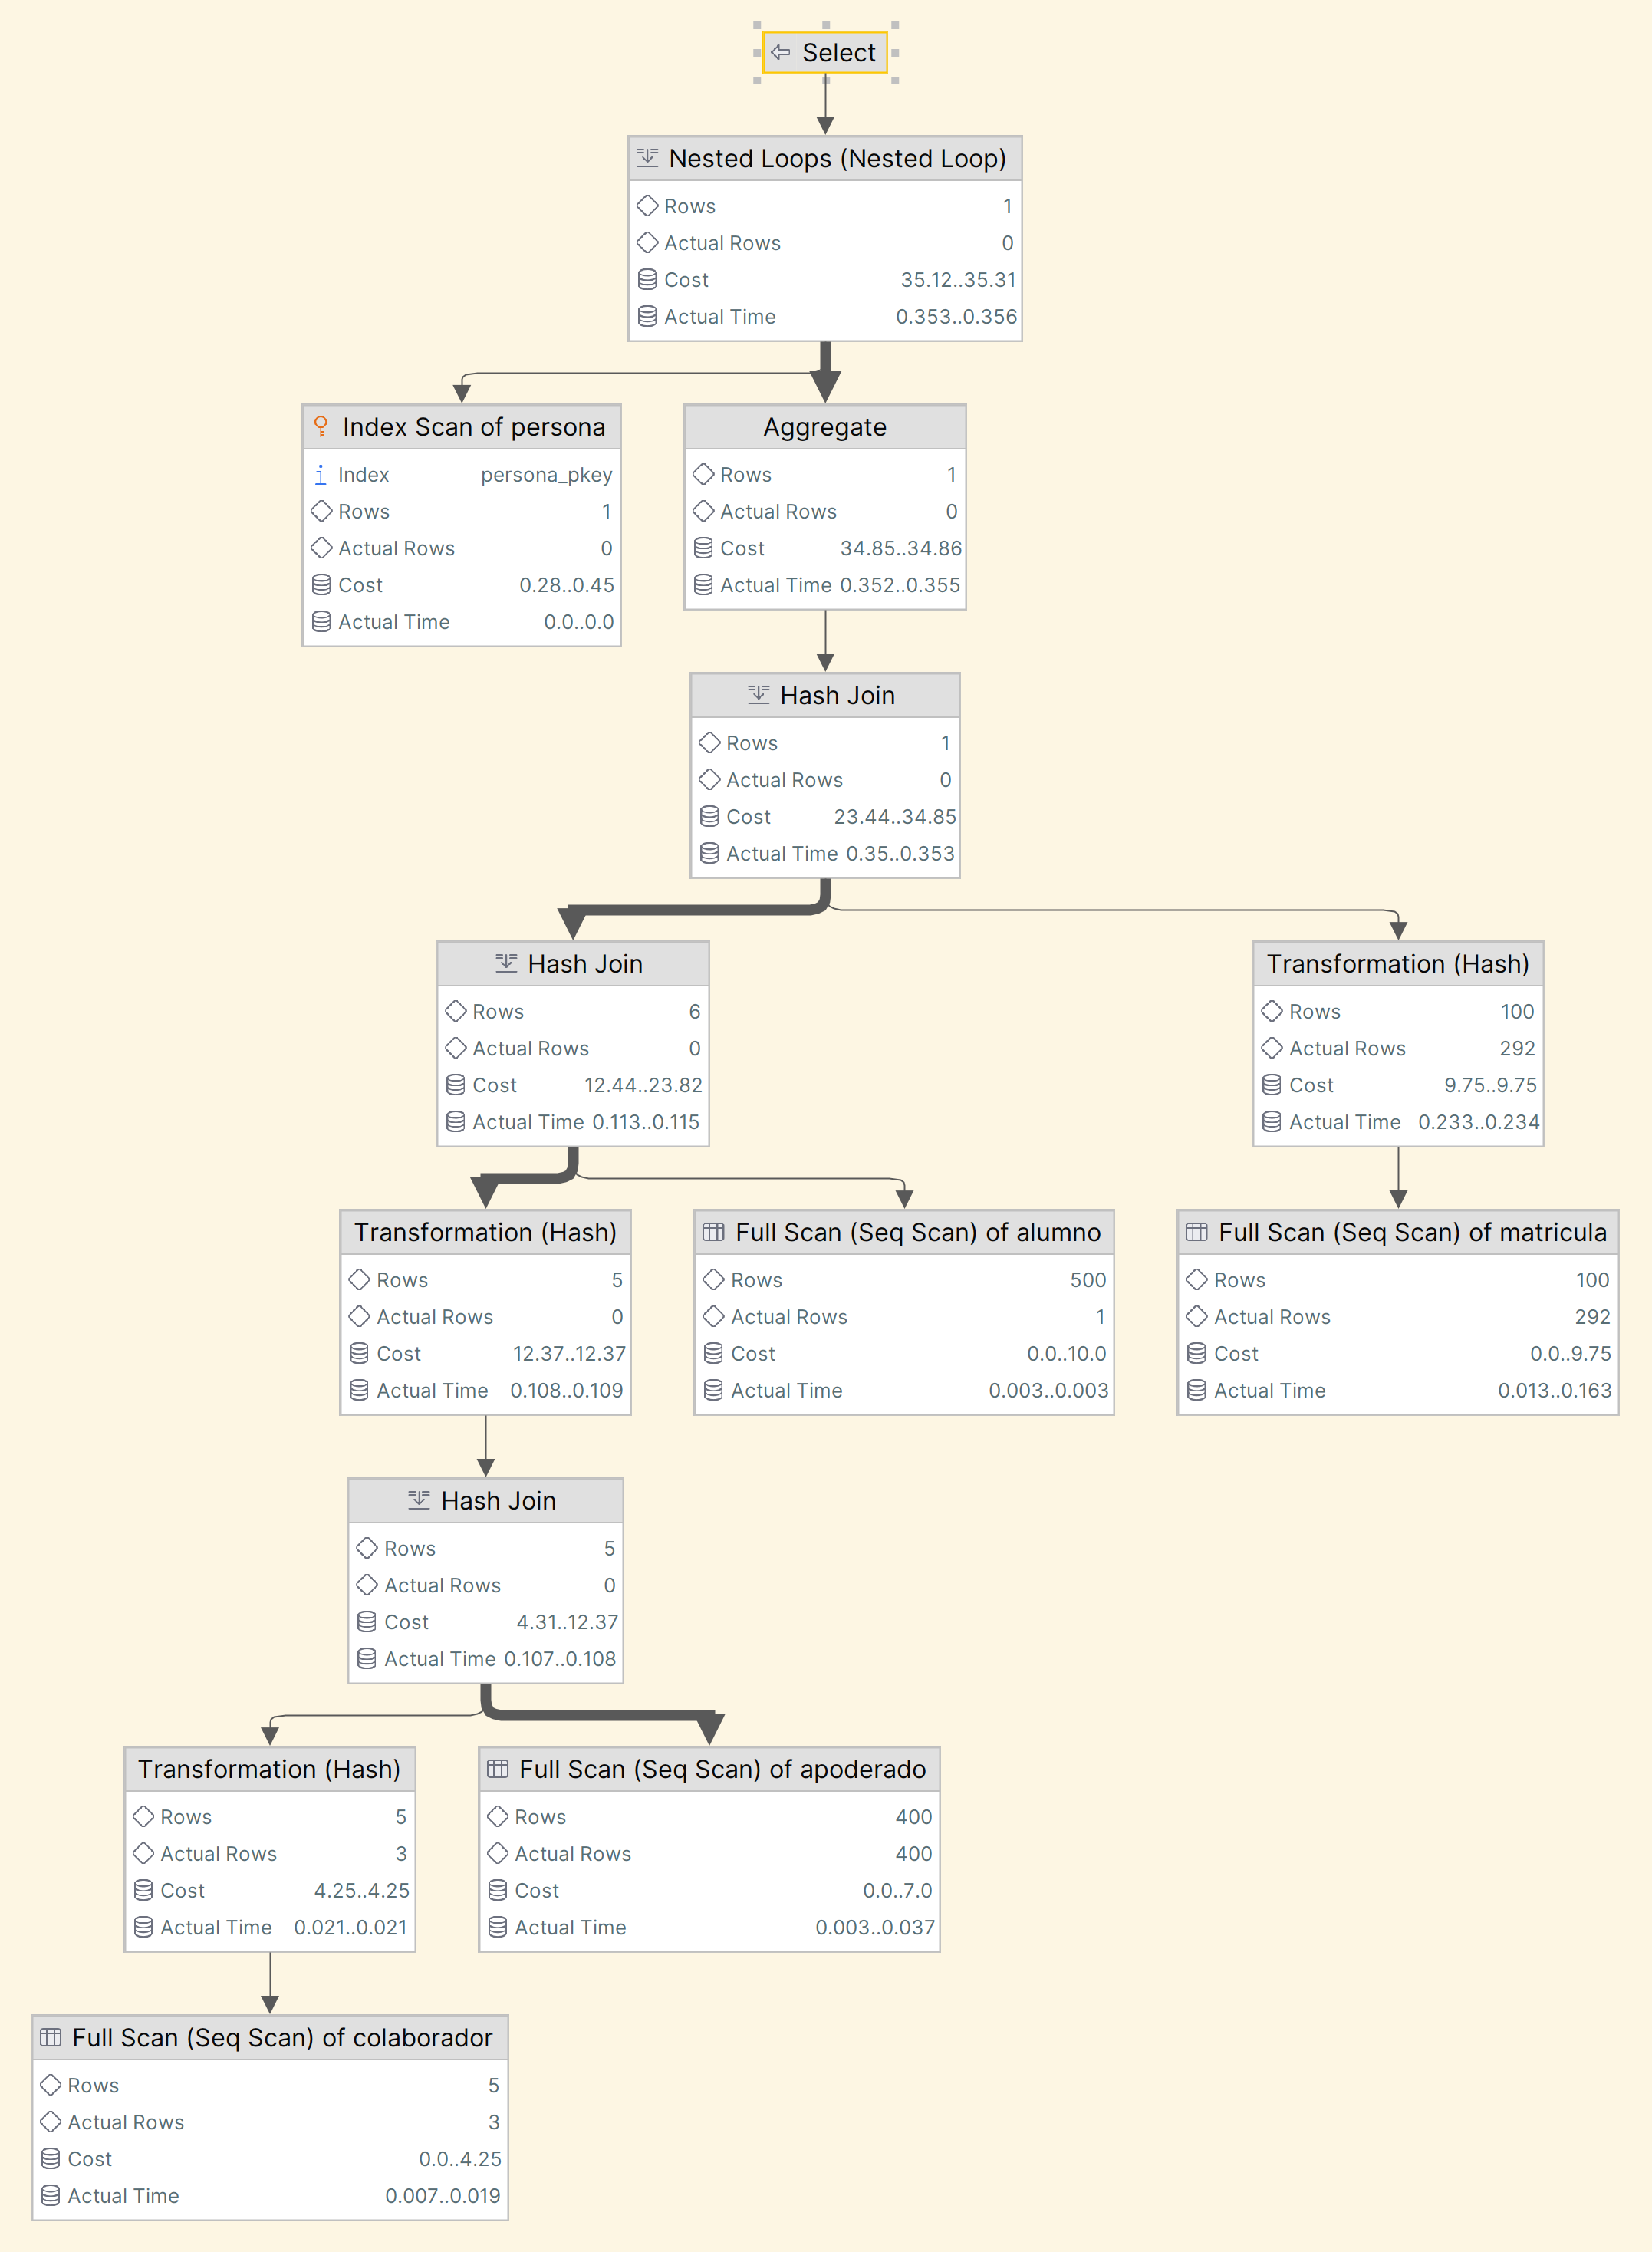 Select
Nested Loops (Nested Loop)
Rows 1
Actual Rows 0
Cost 35.12..35.31
Actual Time 0.353..0.356
Index Scan of persona
Index persona_pkey
Rows 1
Actual Rows 0
Cost 0.28..0.45
Actual Time 0.0..0.0
Aggregate
Rows 1
Actual Rows 0
Cost 34.85..34.86
Actual Time 0.352..0.355
Hash Join
Rows 1
Actual Rows 0
Cost 23.44..34.85
Actual Time 0.35..0.353
Hash Join
Rows 6
Actual Rows 0
Cost 12.44..23.82
Actual Time 0.113..0.115
Transformation (Hash)
Rows 100
Actual Rows 292
Cost 9.75..9.75
Actual Time 0.233..0.234
Transformation (Hash)
Rows 5
Actual Rows 0
Cost 12.37..12.37
Actual Time 0.108..0.109
Full Scan (Seq Scan) of alumno
Rows 500
Actual Rows 1
Cost 0.0..10.0
Actual Time 0.003..0.003
Full Scan (Seq Scan) of matricula
Rows 100
Actual Rows 292
Cost 0.0..9.75
Actual Time 0.013..0.163
Hash Join
Rows 5
Actual Rows 0
Cost 4.31..12.37
Actual Time 0.107..0.108
Transformation (Hash)
Rows 5
Actual Rows 3
Cost 4.25..4.25
Actual Time 0.021..0.021
Full Scan (Seq Scan) of apoderado
Rows 400
Actual Rows 400
Cost 0.0..7.0
Actual Time 0.003..0.037
Full Scan (Seq Scan) of colaborador
Rows 5
Actual Rows 3
Cost 0.0..4.25
Actual Time 0.007..0.019